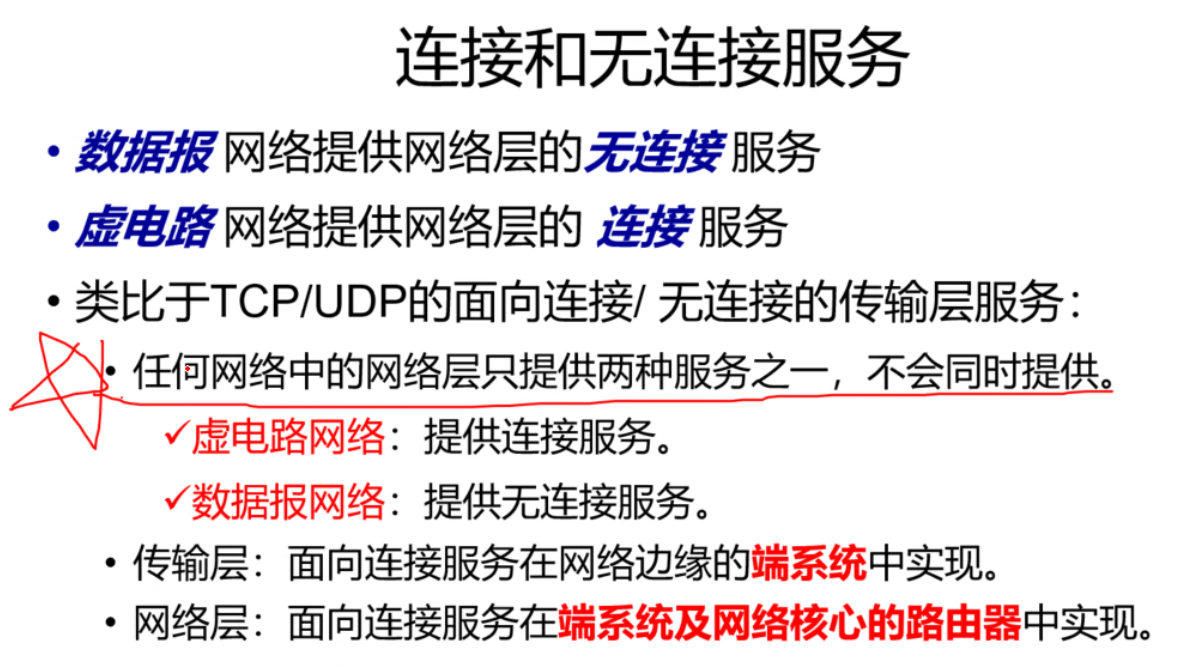 连接和无连接服务
• 数据报 网络提供网络层的无连接 服务
• 虚电路 网络提供网络层的 连接 服务
• 类比于TCP/UDP的面向连接/ 无连接的传输层服务：
• 任何网络中的网络层只提供两种服务之一，不会同时提供。
✓虚电路网络：提供连接服务。
✓数据报网络：提供无连接服务。
• 传输层：面向连接服务在网络边缘的端系统中实现。
• 网络层：面向连接服务在端系统及网络核心的路由器中实现。